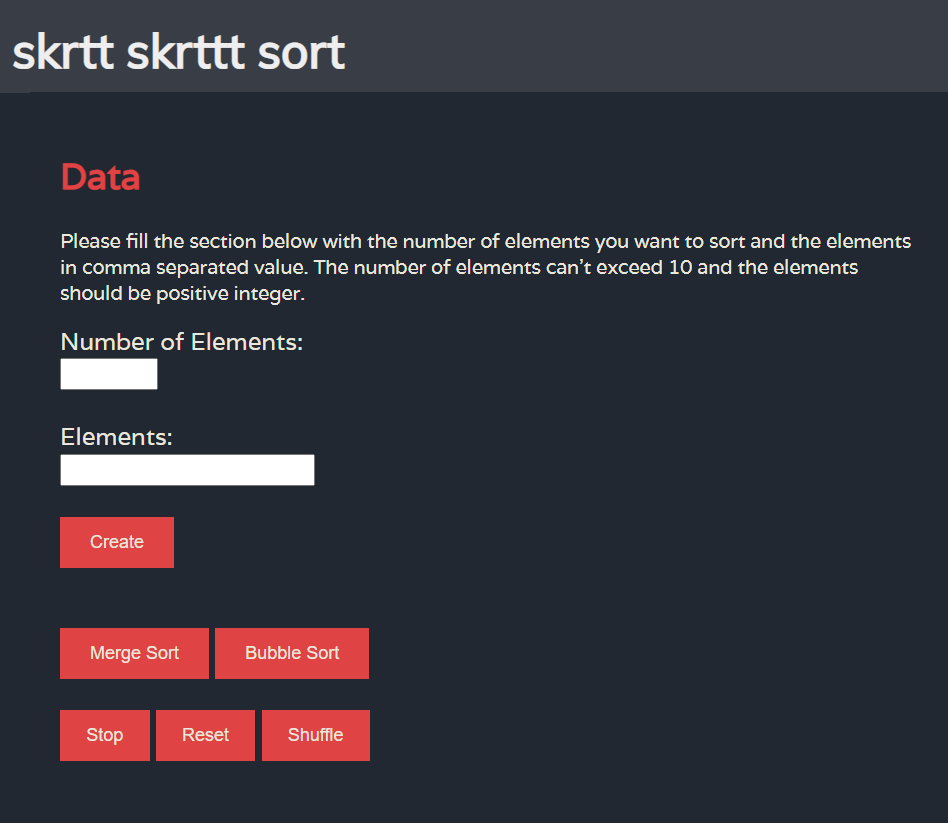 skrtt skrttt sort
Data
Please fill the section below with the number of elements you want to sort and the elements
in comma separated value. The number of elements can't exceed 10 and the elements
should be positive integer.
Number of Elements:
Elements:
Create
Merge Sort Bubble Sort
Stop Reset Shuffle